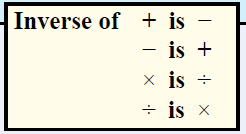 Inverse of + is −
− is +
× is ÷
÷ is ×